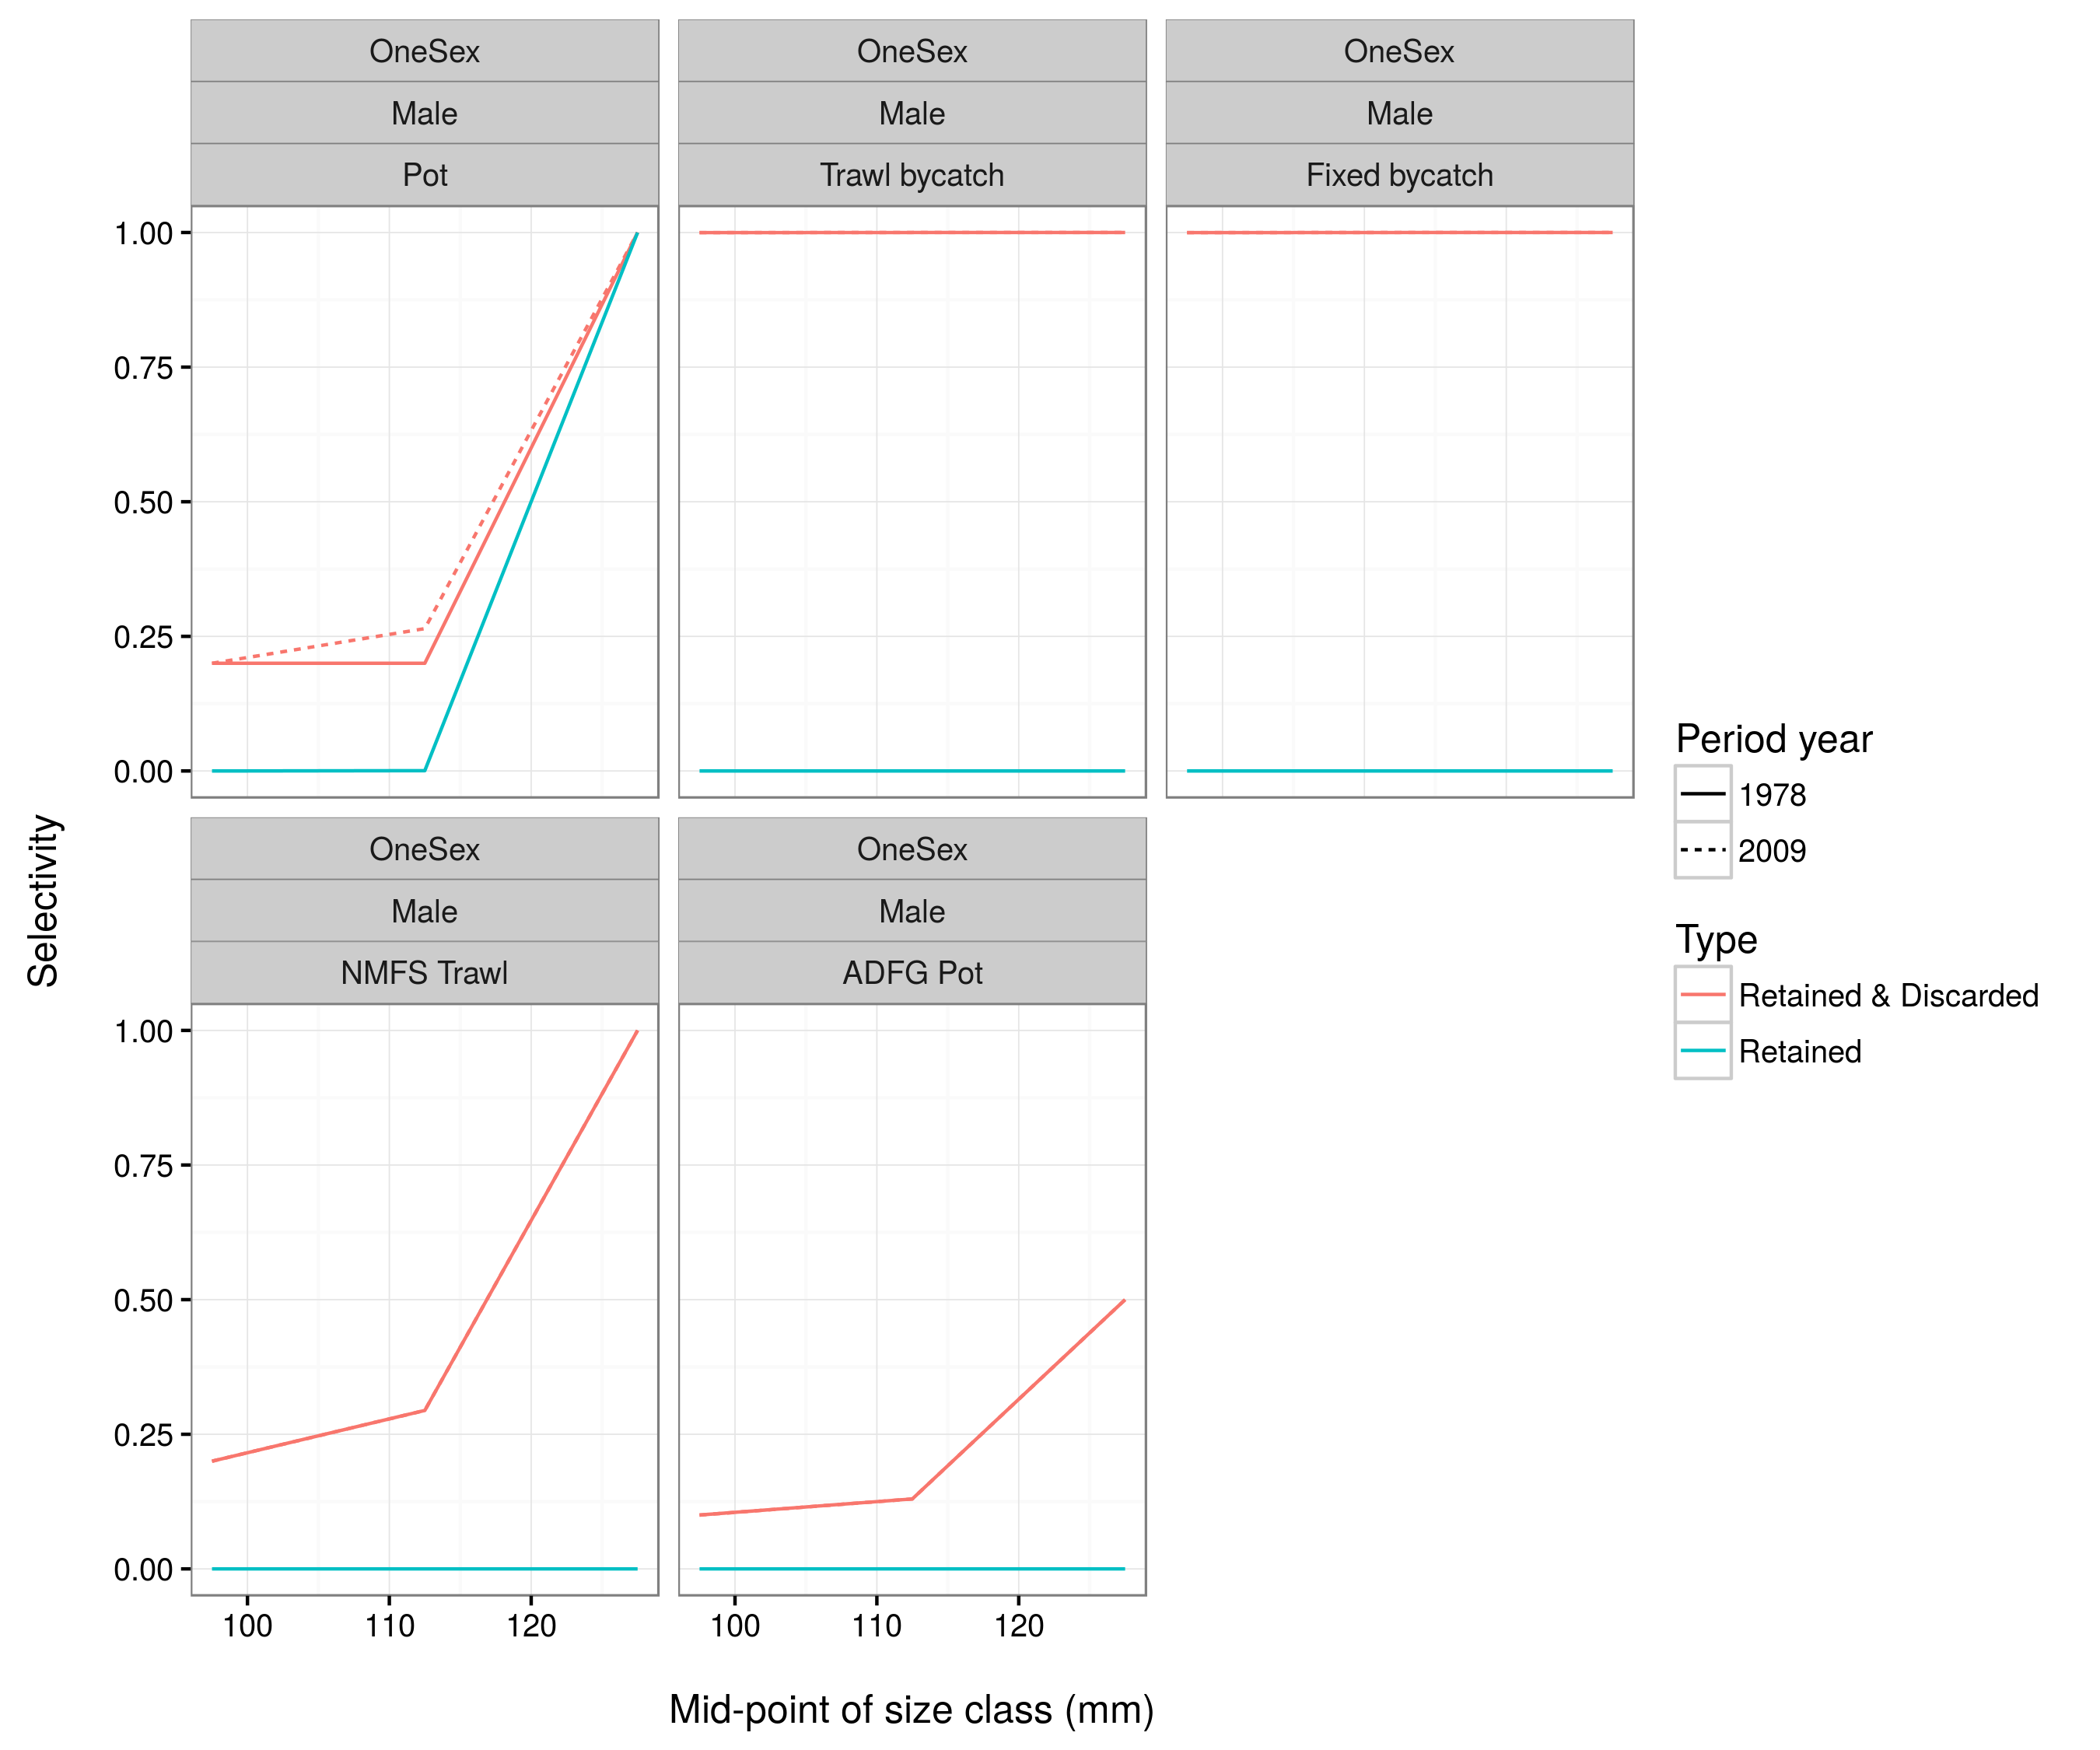 OneSex OneSex OneSex
Male Male Male
Pot Trawl bycatch Fixed bycatch
1.00
0.75
0.50
0.25
0.00
OneSex OneSex
Male Male
NMFS Trawl ADFG Pot
1.00
0.75
0.50
0.25
0.00
100 110 120 100 110 120
Selectivity
Mid-point of size class (mm)
Period year
1978
2009
Type
Retained & Discarded
Retained